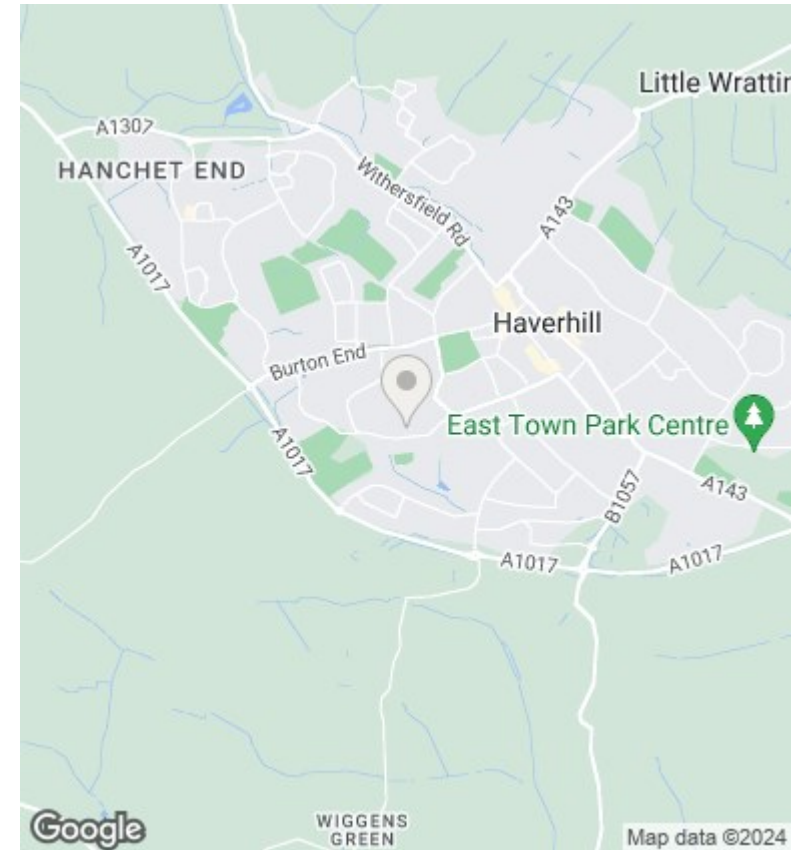 Little Wrattin
A1307
HANCHET END
Withersfield Rd
A143
A1017
Haverhill
Burton End
East Town Park Centre
A1017
A143
B1057
A1017
A1017
WIGGENS
GREEN
Google
Map data ©2024